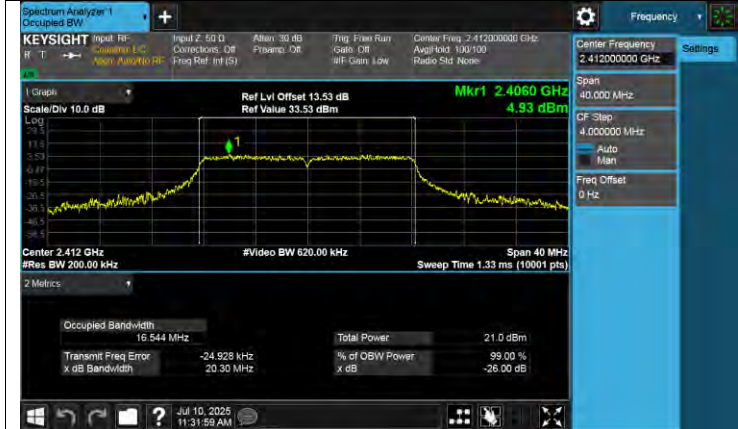 Spectrum Analyzer 1
Occupied BW
Frequency
KEYSIGHT Input: RF
R T
Input Z: 50 Ω
Corrections: Off
Freq Ref: Int (S)
Atten: 30 dB
Preamp: Off
Trig: Free Run
Gate: Off
#IF Gain: Low
Center Freq: 2.412000000 GHz
Avg|Hold: 100/100
Radio Std: None
Center Frequency
2.412000000 GHz
Settings
Span
40.000 MHz
CF Step
4.000000 MHz
Auto
Man
Freq Offset
0 Hz
1 Graph
Scale/Div 10.0 dB
Ref Lvl Offset 13.53 dB
Ref Value 33.53 dBm
Mkr1 2.4060 GHz
4.93 dBm
Log
1
3.53
Center 2.412 GHz
#Res BW 200.00 kHz
#Video BW 620.00 kHz
Span 40 MHz
Sweep Time 1.33 ms (10001 pts)
2 Metrics
Occupied Bandwidth
16.544 MHz
Total Power 21.0 dBm
Transmit Freq Error -24.928 kHz
% of OBW Power 99.00 %
x dB Bandwidth 20.30 MHz
x dB -26.00 dB
Jul 10, 2025
11:31:59 AM